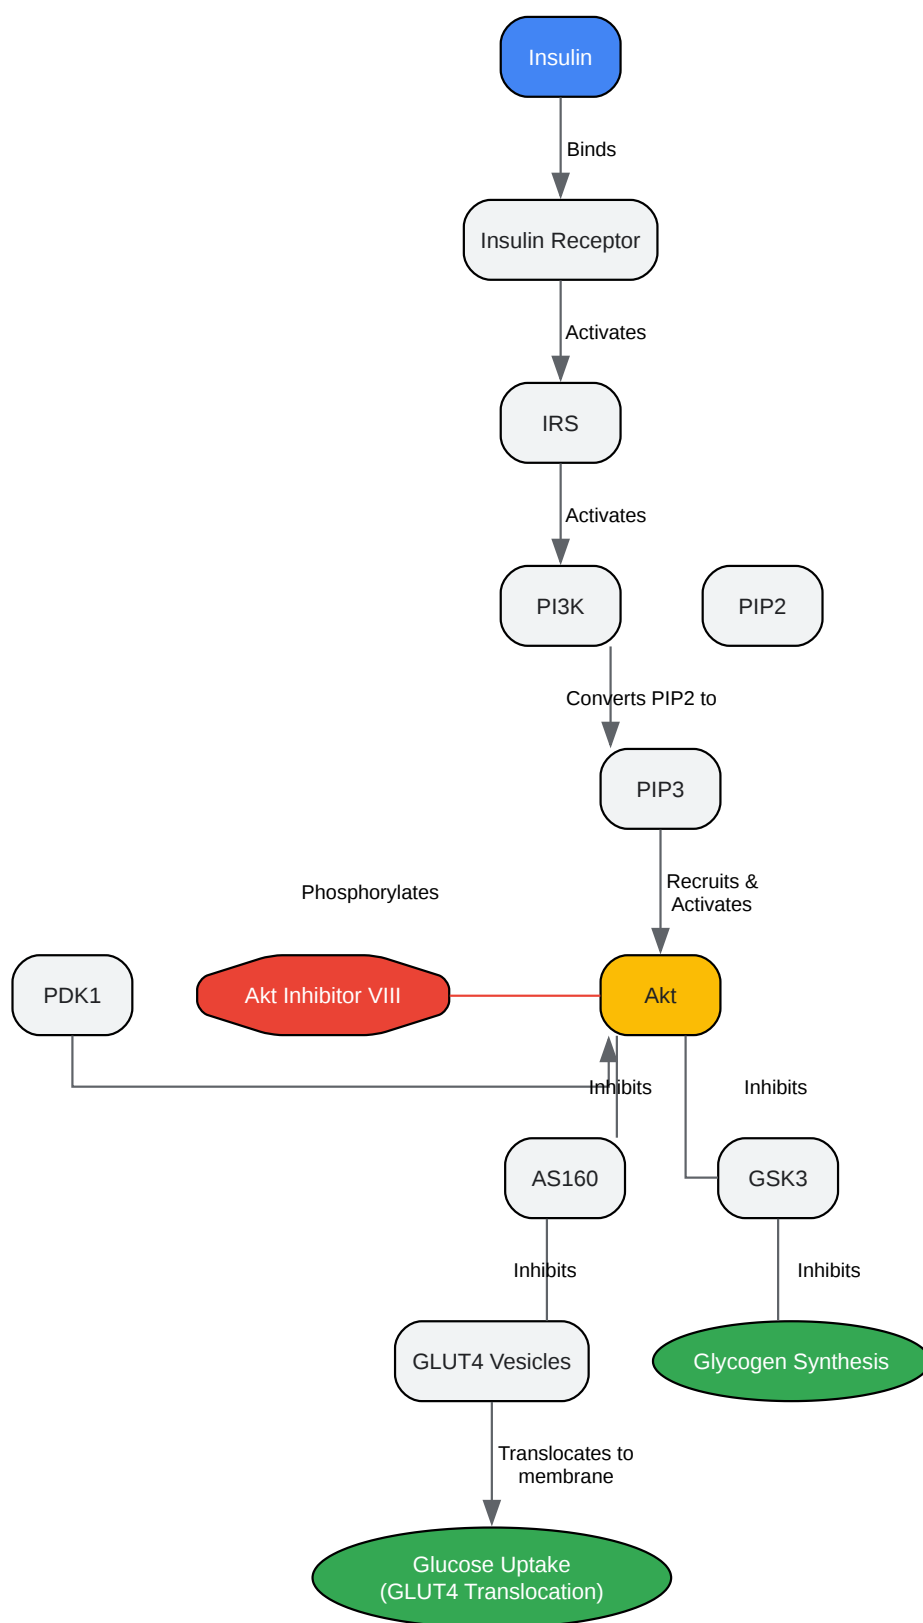 Insulin
Binds
Insulin Receptor
Activates
IRS
Activates
PI3K
PIP2
Converts PIP2 to
PIP3
Recruits &
Activates
Phosphorylates
PDK1
Akt Inhibitor VIII
Akt
Inhibits
Inhibits
AS160
GSK3
Inhibits
Inhibits
GLUT4 Vesicles
Glycogen Synthesis
Translocates to
membrane
Glucose Uptake
(GLUT4 Translocation)